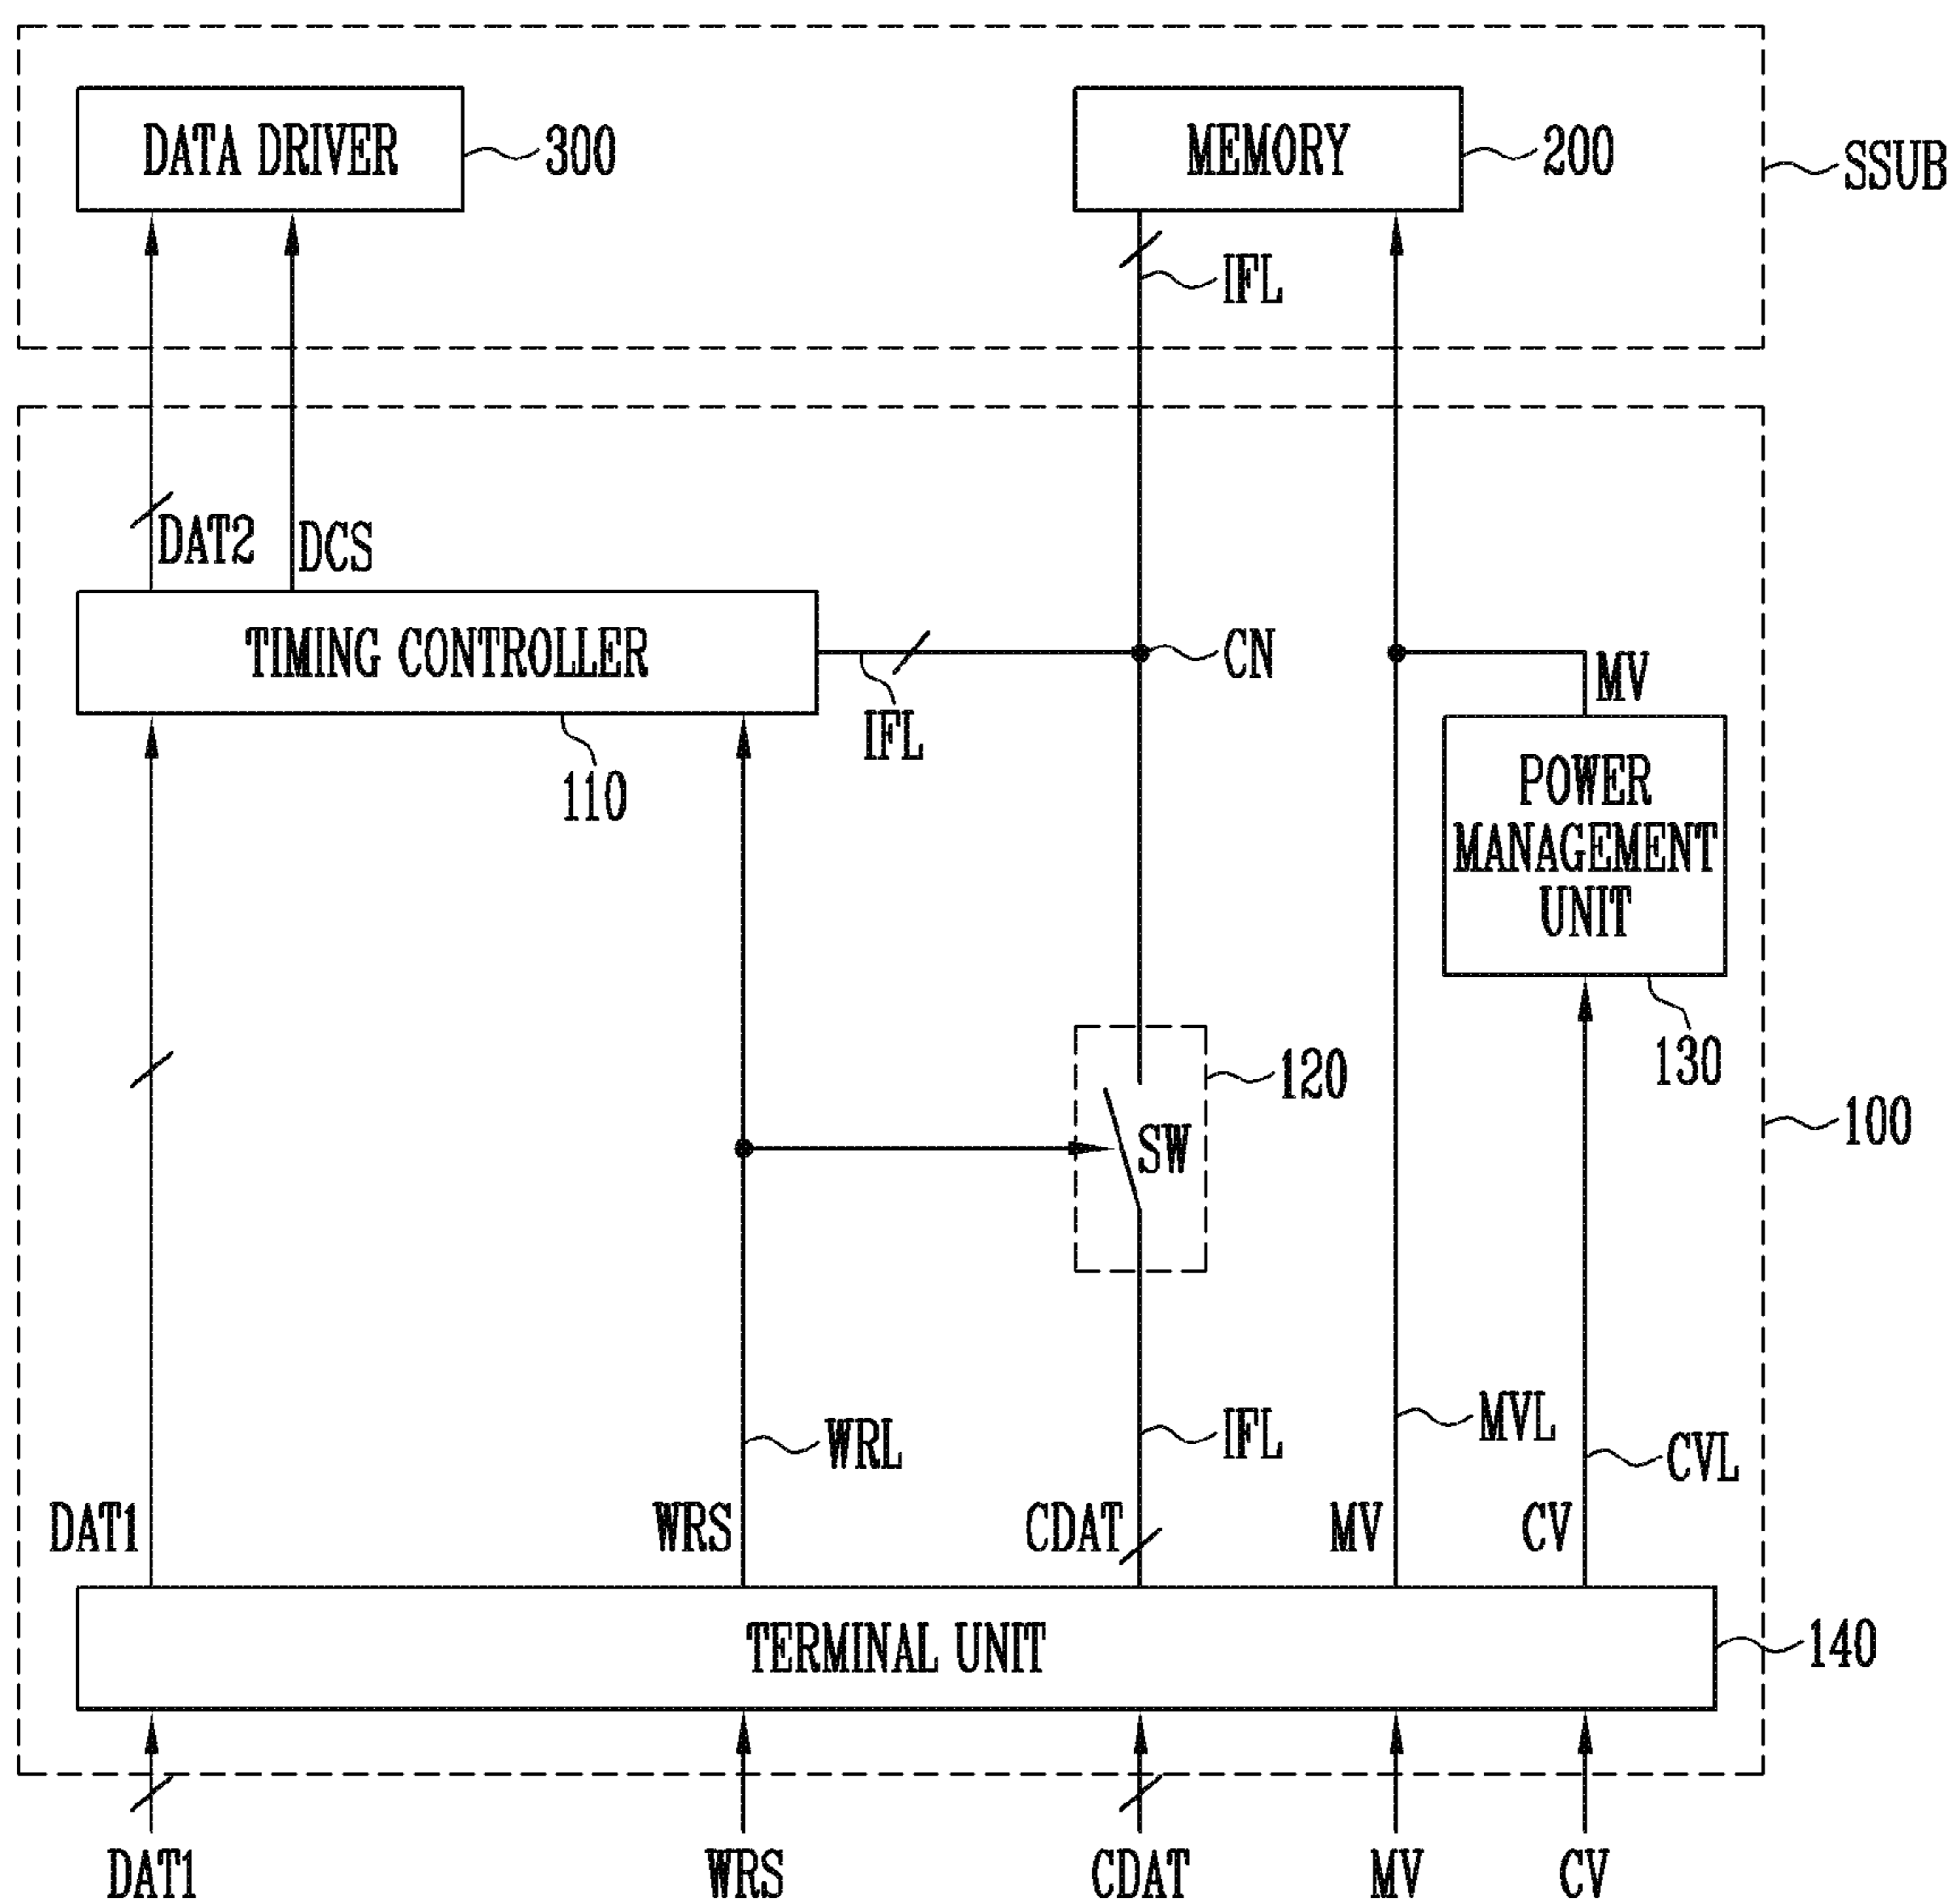 DATA DRIVER
300
MEMORY
200
SSUB
IFL
DAT2
DCS
TIMING CONTROLLER
110
IFL
CN
MV
POWER
MANAGEMENT
UNIT
130
120
SW
100
WRL
IFL
MVL
CVL
DAT1
WRS
CDAT
MV
CV
TERMINAL UNIT
140
DAT1
WRS
CDAT
MV
CV